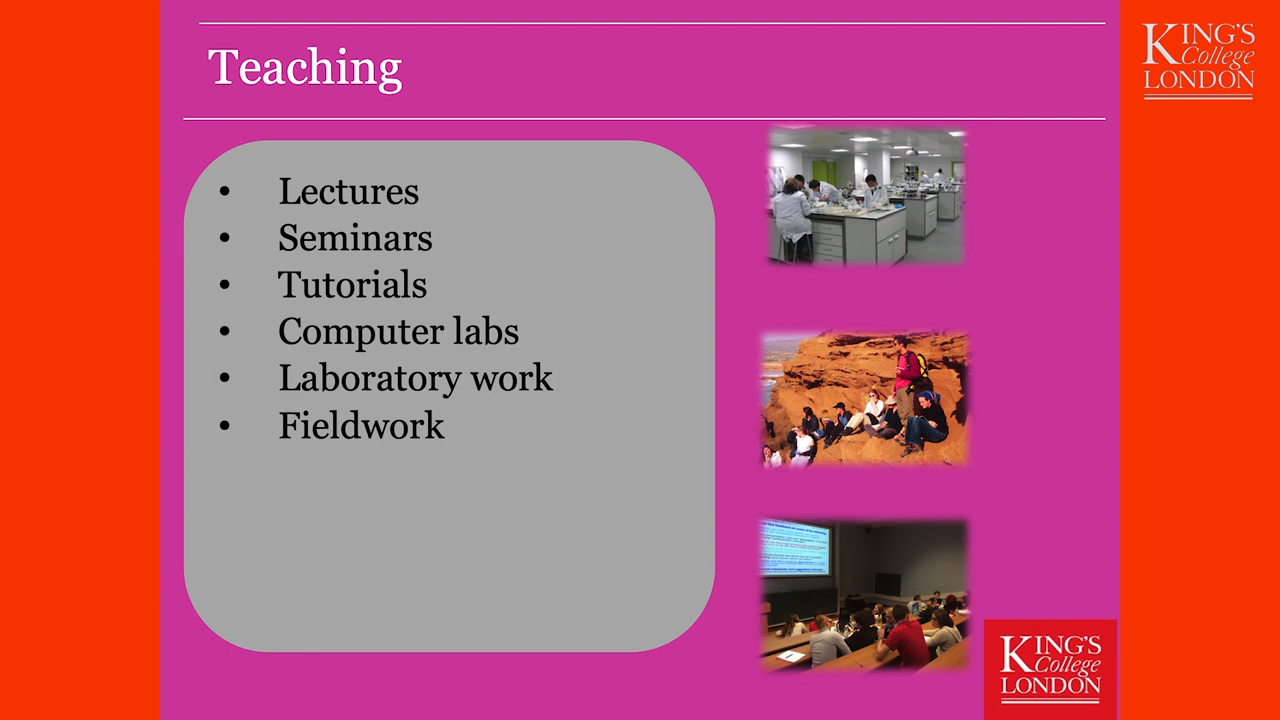 Teaching
• Lectures
• Seminars
• Tutorials
• Computer labs
• Laboratory work
• Fieldwork
KING'S
College
LONDON
KING'S
College
LONDON